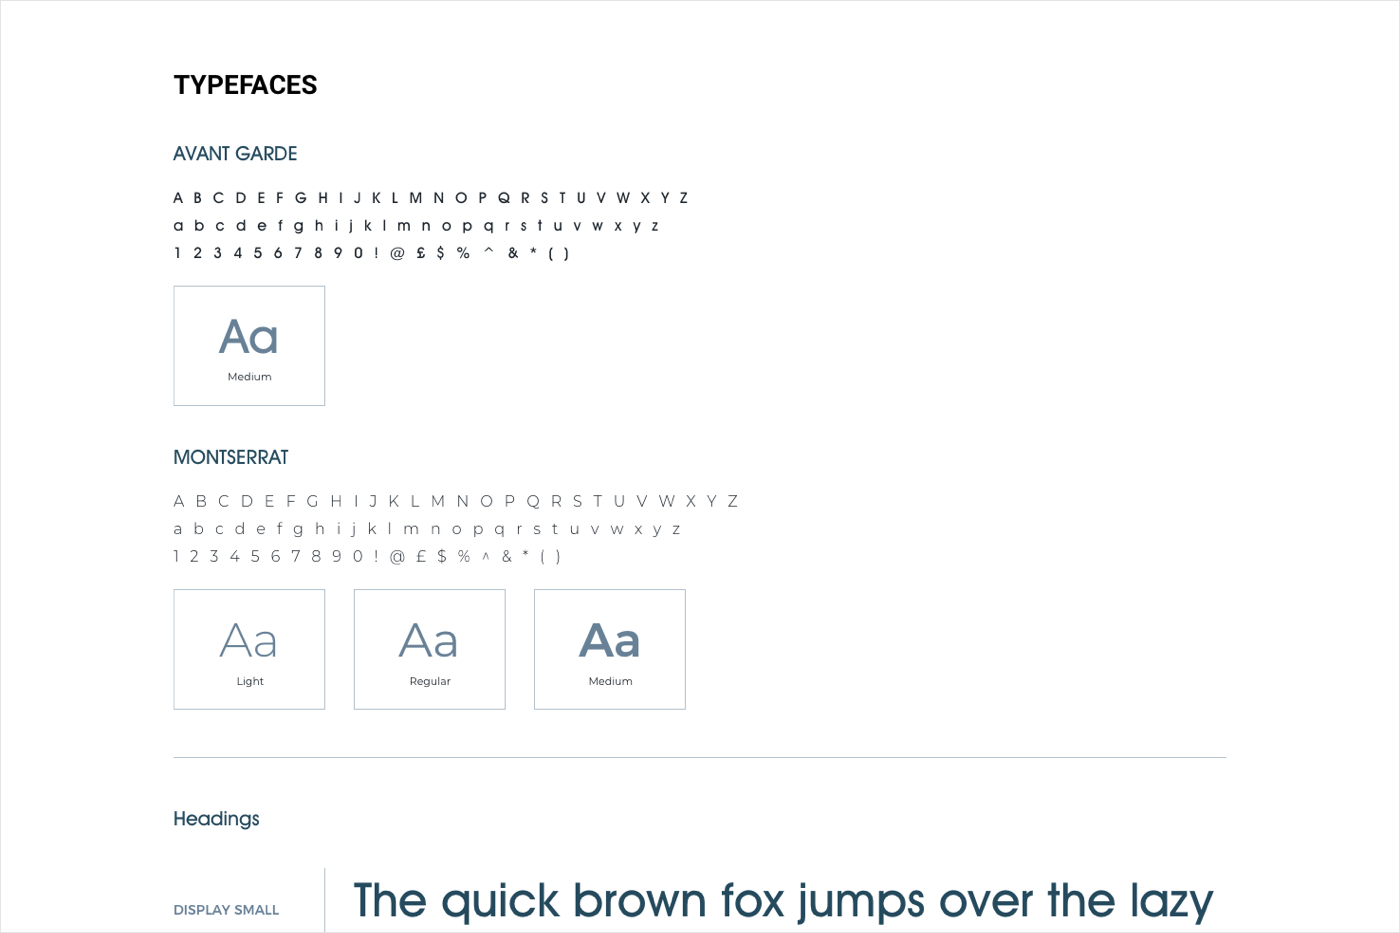 TYPEFACES
AVANT GARDE
A B C D E F G H I J K L M N O P Q R S T U V W X Y Z
a b c d e f g h i j k l m n o p q r s t u v w x y z
1 2 3 4 5 6 7 8 9 0 ! @ £ $ % ^ & * ( )
Aa
Medium
MONTSERRAT
A B C D E F G H I J K L M N O P Q R S T U V W X Y Z
a b c d e f g h i j k l m n o p q r s t u v w x y z
1 2 3 4 5 6 7 8 9 0 ! @ £ $ % ^ & * ( )
Aa Aa Aa
Light Regular Medium
Headings
DISPLAY SMALL The quick brown fox jumps over the lazy